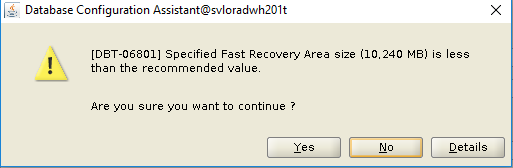 Database Configuration Assistant@svloradwh201t
[DBT-06801] Specified Fast Recovery Area size (10,240 MB) is less
than the recommended value.
Are you sure you want to continue ?
Yes
No
Details